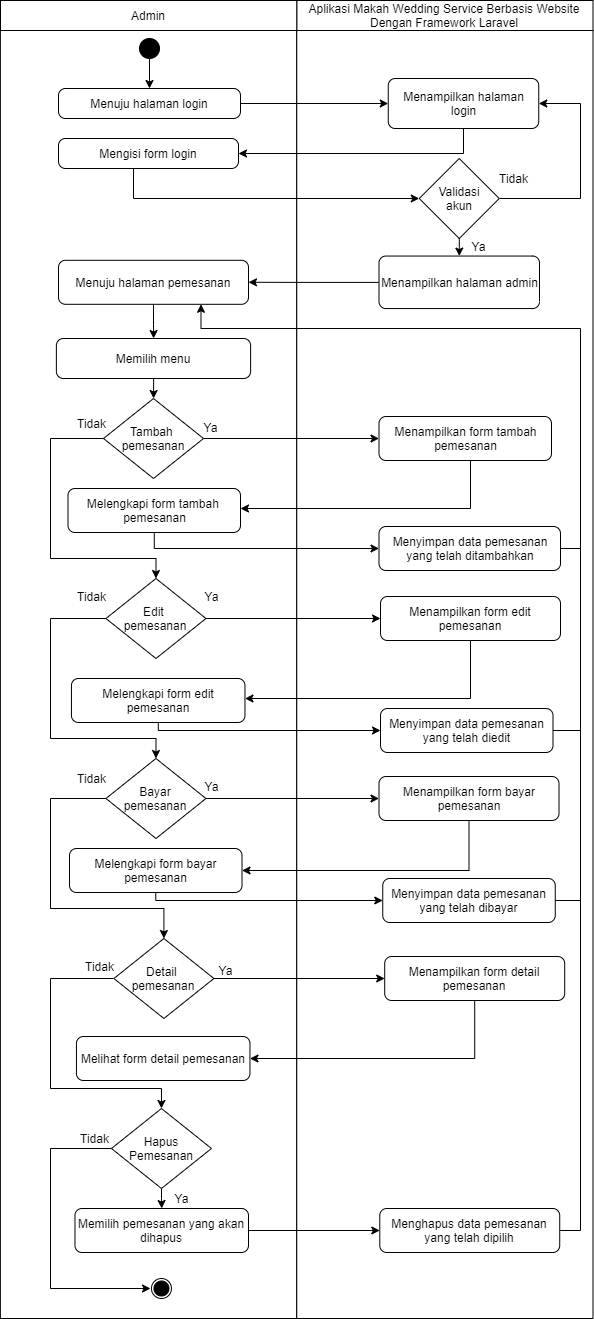 Admin
Aplikasi Makah Wedding Service Berbasis Website
Dengan Framework Laravel
Menuju halaman login
Menampilkan halaman
login
Mengisi form login
Validasi
akun
Tidak
Ya
Menuju halaman pemesanan
Menampilkan halaman admin
Memilih menu
Tidak
Tambah
pemesanan
Ya
Menampilkan form tambah
pemesanan
Melengkapi form tambah
pemesanan
Menyimpan data pemesanan
yang telah ditambahkan
Tidak
Edit
pemesanan
Ya
Menampilkan form edit
pemesanan
Melengkapi form edit
pemesanan
Menyimpan data pemesanan
yang telah diedit
Tidak
Bayar
pemesanan
Ya
Menampilkan form bayar
pemesanan
Melengkapi form bayar
pemesanan
Menyimpan data pemesanan
yang telah dibayar
Tidak
Detail
pemesanan
Ya
Menampilkan form detail
pemesanan
Melihat form detail pemesanan
Tidak
Hapus
Pemesanan
Ya
Memilih pemesanan yang akan
dihapus
Menghapus data pemesanan
yang telah dipilih